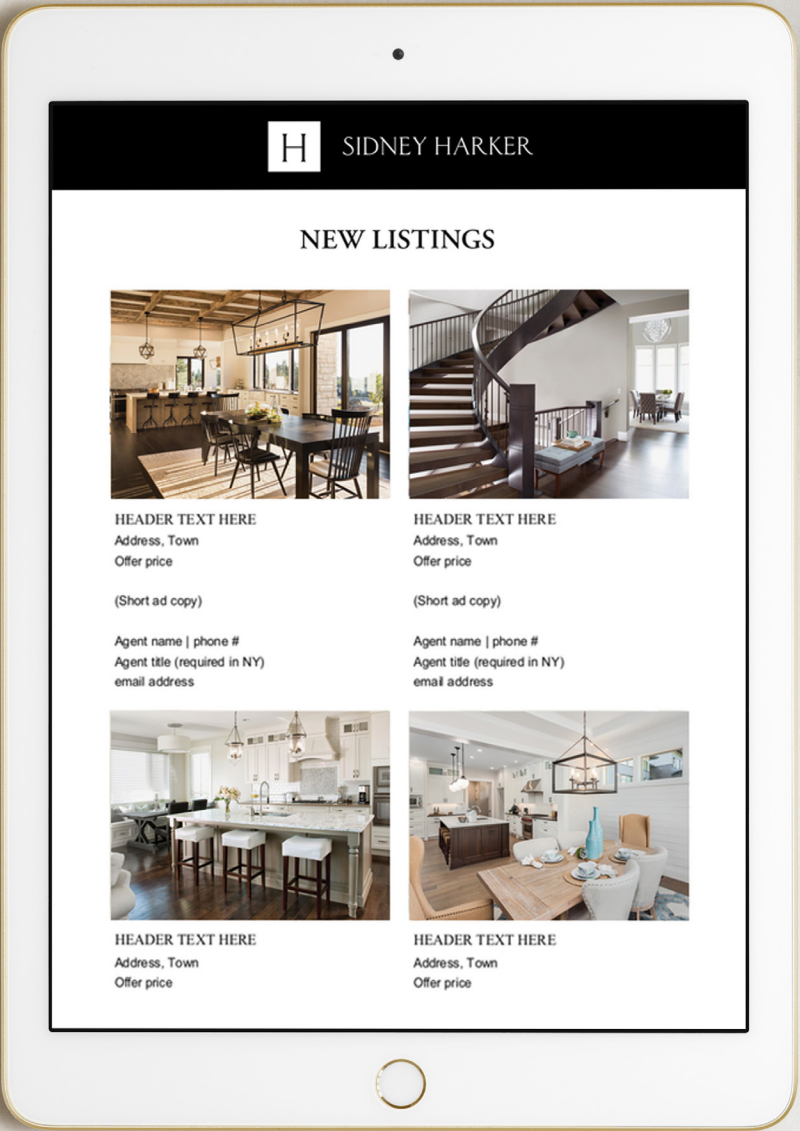 H SIDNEY HARKER
NEW LISTINGS
HEADER TEXT HERE
Address, Town
Offer price
(Short ad copy)
Agent name | phone #
Agent title (required in NY)
email address
HEADER TEXT HERE
Address, Town
Offer price
(Short ad copy)
Agent name | phone #
Agent title (required in NY)
email address
HEADER TEXT HERE
Address, Town
Offer price
HEADER TEXT HERE
Address, Town
Offer price